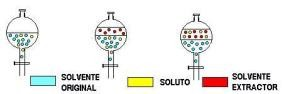 SOLVENTE
ORIGINAL
SOLUTO
SOLVENTE
EXTRACTOR